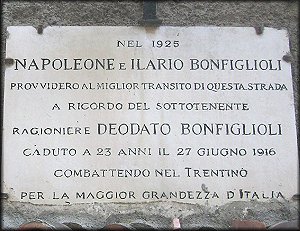 NEL 1925
NAPOLEONE E ILARIO BONFIGLIOLI
PROVVIDERO AL MIGLIOR TRANSITO DI QUESTA STRADA
A RICORDO DEL SOTTOTENENTE
RAGIONIERE DEODATO BONFIGLIOLI
CADUTO A 23 ANNI IL 27 GIUGNO 1916
COMBATTENDO NEL TRENTINO
PER LA MAGGIOR GRANDEZZA D'ITALIA